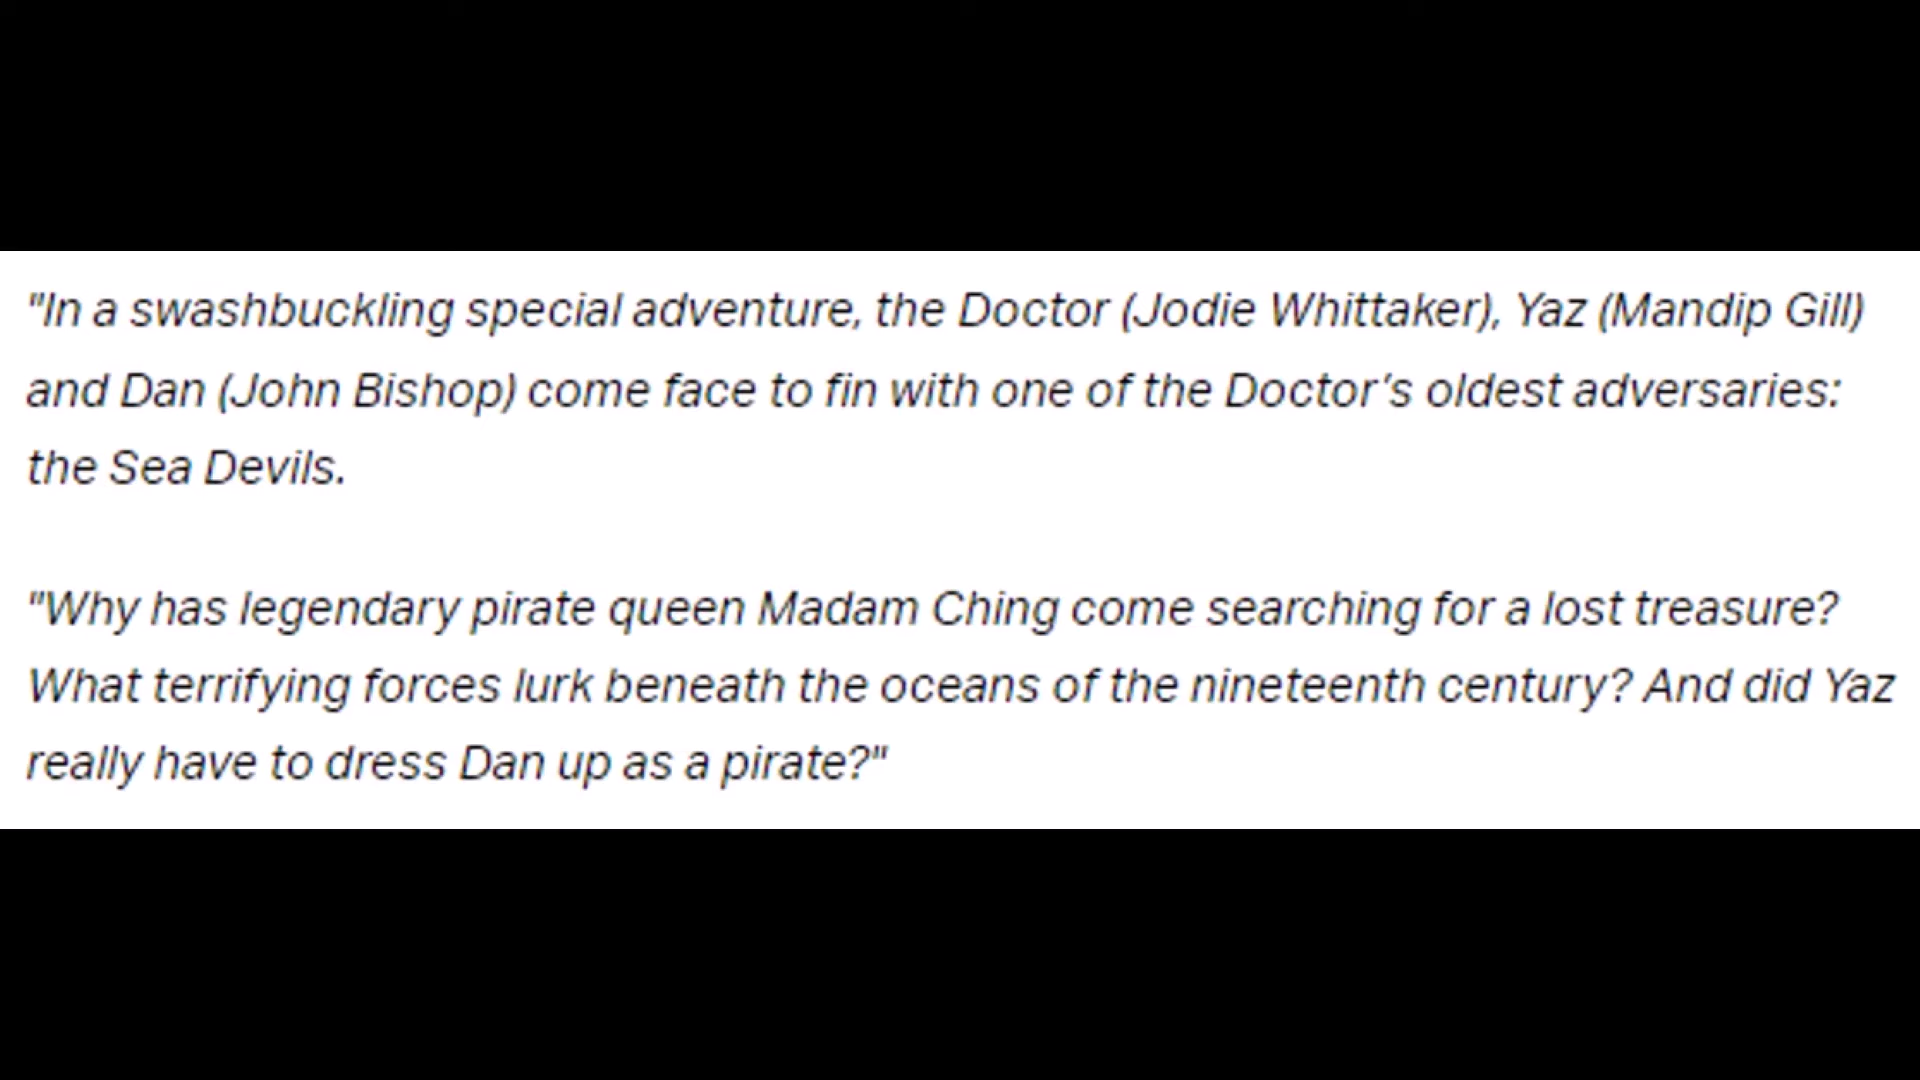 "In a swashbuckling special adventure, the Doctor (Jodie Whittaker), Yaz (Mandip Gill)
and Dan (John Bishop) come face to fin with one of the Doctor's oldest adversaries:
the Sea Devils.
"Why has legendary pirate queen Madam Ching come searching for a lost treasure?
What terrifying forces lurk beneath the oceans of the nineteenth century? And did Yaz
really have to dress Dan up as a pirate?"